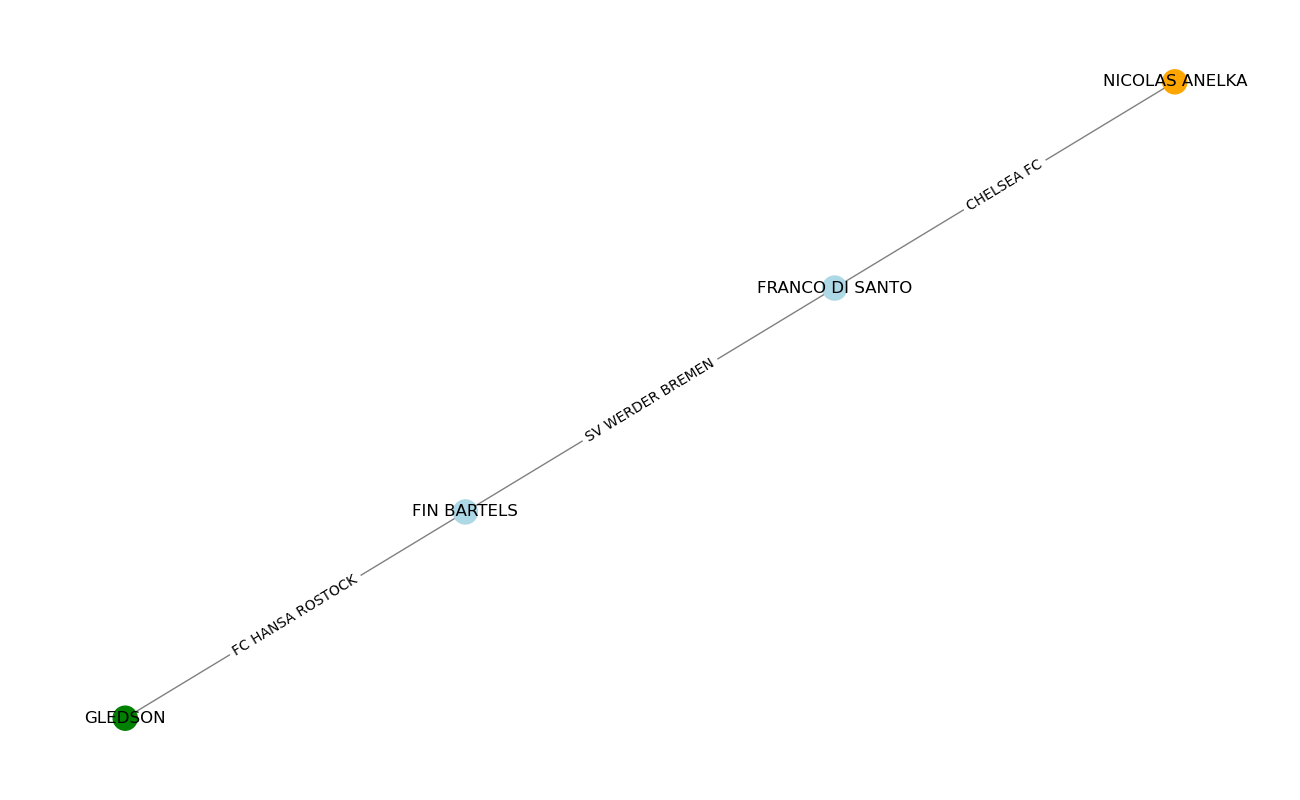 NICOLAS ANELKA
CHELSEA FC
FRANCO DI SANTO
SV WERDER BREMEN
FIN BARTELS
FC HANSA ROSTOCK
GLEDSON